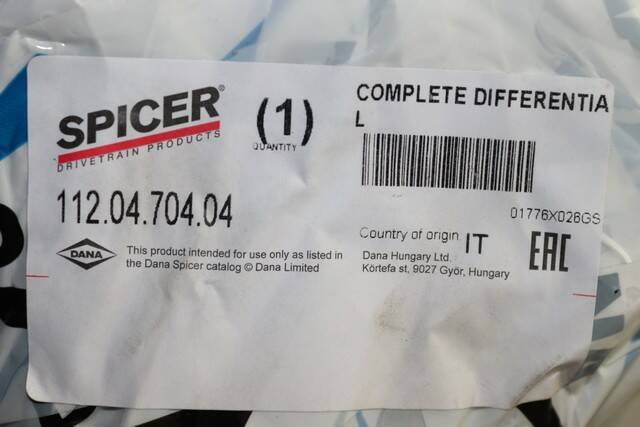 SPICER®
DRIVETRAIN PRODUCTS
(1)
QUANTITY
COMPLETE DIFFERENTIA
L
112.04.704.04
01776X026GS
Country of origin IT
EAC
DANA
This product intended for use only as listed in
the Dana Spicer catalog © Dana Limited
Dana Hungary Ltd.
Körtefa st, 9027 Győr, Hungary